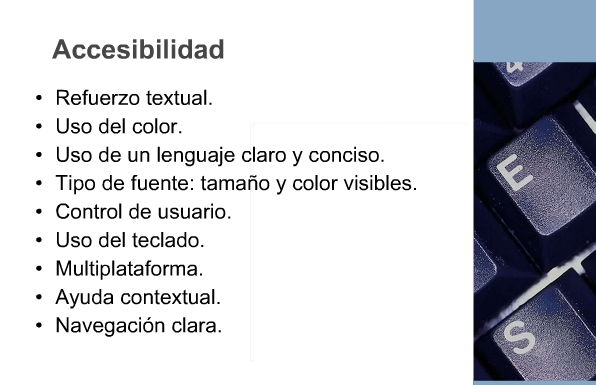 Accesibilidad
• Refuerzo textual.
• Uso del color.
• Uso de un lenguaje claro y conciso.
• Tipo de fuente: tamaño y color visibles.
• Control de usuario.
• Uso del teclado.
• Multiplataforma.
• Ayuda contextual.
• Navegación clara.
4
E
S